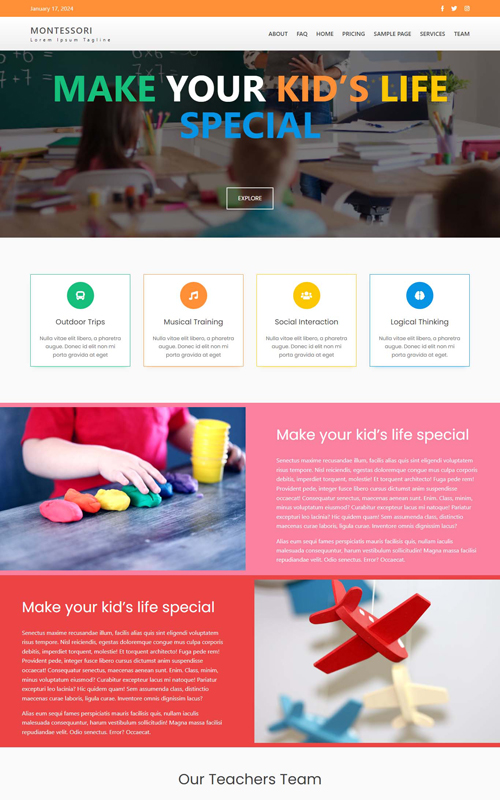 January 17, 2024
MONTESSORI
Lorem Ipsum Tagline
ABOUT FAQ HOME PRICING SAMPLE PAGE SERVICES TEAM
MAKE YOUR KID'S LIFE
SPECIAL
EXPLORE
Outdoor Trips
Nulla vitae elit libero, a pharetra
augue. Donec id elit non mi
porta gravida at eget
Musical Training
Nulla vitae elit libero, a pharetra
augue. Donec id elit non mi
porta gravida at eget
Social Interaction
Nulla vitae elit libero, a pharetra
augue. Donec id elit non mi
porta gravida at eget
Logical Thinking
Nulla vitae elit libero, a pharetra
augue. Donec id elit non mi
porta gravida at eget
Make your kid's life special
Senectus maxime recusandae illum, facilis alias quis sint eligendi voluptatem
risus tempore. Nisl reiciendis, egestas doloremque congue mus culpa corporis
debitis, integer fusce libero cursus dictumst architecto? Fuga pede rem!
Provident pede, integer fusce libero cursus dictumst anim suspendisse
occaecat! Consequatur senectus, maecenas anim sunt. Enim. Class, minim,
minus voluptatum eiusmod? Curabitur excepteur lacus mi natoque? Pariatur
excepturi leo lacinia? Hic quidem quam! Sem assumenda class, distinctio
maecenas curae laboris, ligula curae. Inventore omnis dignissim lacus?
Alias eum sequi fames perspiciatis mauris facilisis quis, nullam iaculis
malesuada consequuntur, harum vestibulum sollicitudin! Magna massa facilisi
vestibulum perspiciatis velit. Odio senectus. Error? Occaecat.
Make your kid's life special
Senectus maxime recusandae illum, facilis alias quis sint eligendi voluptatem
risus tempore. Nisl reiciendis, egestas doloremque congue mus culpa corporis
debitis, imperdiet torquent, molestie! Et torquent architecto! Fuga pede rem!
Provident pede, integer fusce libero cursus dictumst anim suspendisse
occaecat! Consequatur senectus, maecenas aenean sunt. Enim. Class, minim,
minus voluptatum eiusmod? Curabitur excepteur lacus mi natoque? Pariatur
excepturi leo lacinia? Hic quidem quam! Sem assumenda class, distinctio
maecenas curae laboris, ligula curae. Inventore omnis dignissim lacus?
Alias eum sequi fames perspiciatis mauris facilisis quis, nullam iaculis
malesuada consequuntur, harum vestibulum sollicitudin! Magna massa facilisi
velit. Odio senectus. Error? Occaecat.
Our Teachers Team